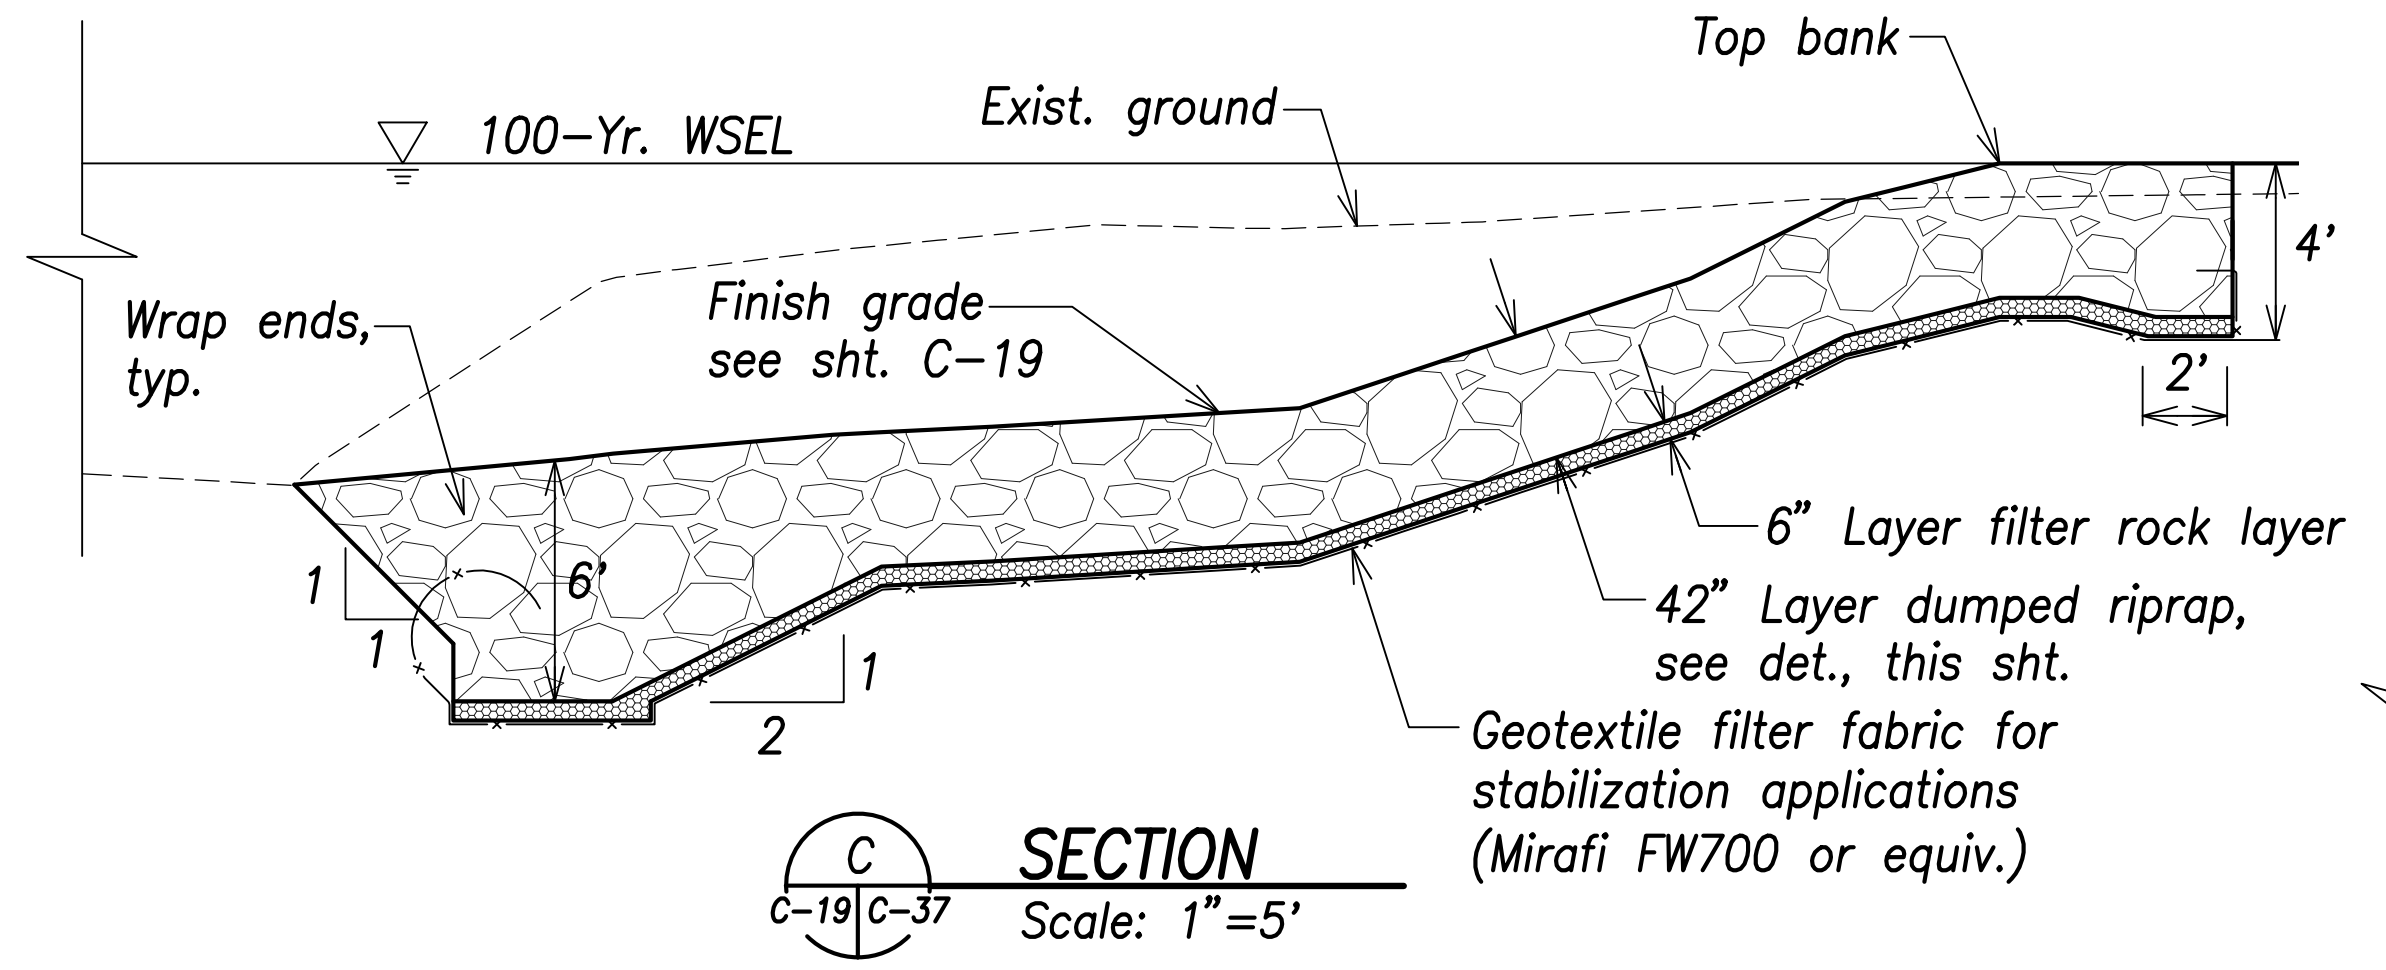 Top bank
Exist. ground
100-Yr. WSEL
4'
Wrap ends,
typ.
Finish grade
see sht. C-19
2'
6" Layer filter rock layer
1
1
6'
42" Layer dumped riprap,
see det., this sht.
1
2
Geotextile filter fabric for
stabilization applications
(Mirafi FW700 or equiv.)
C
SECTION
C-19 C-37
Scale: 1"=5'